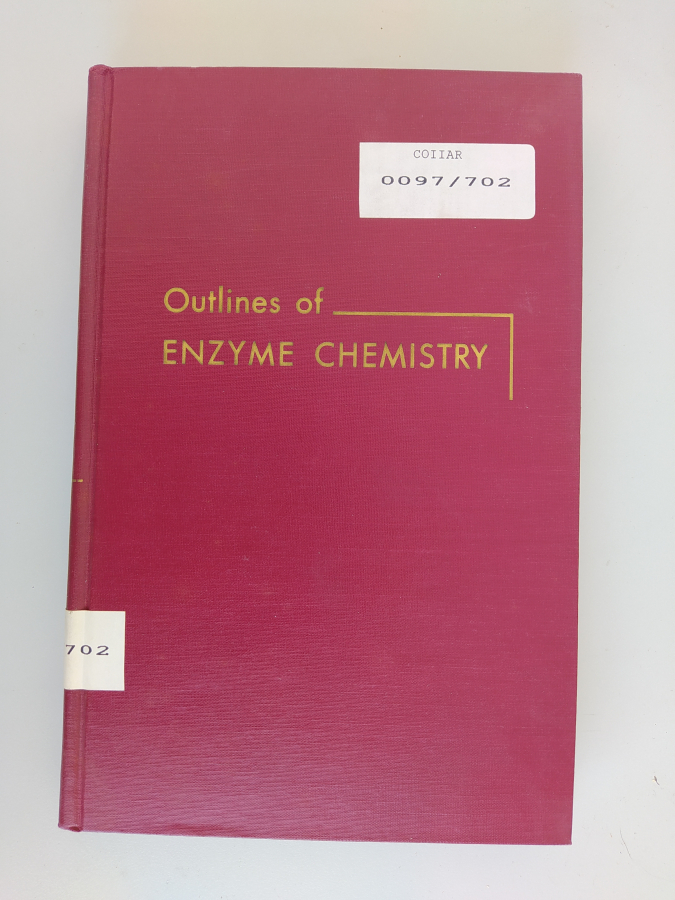 COIIAR
0097/702
Outlines of
ENZYME CHEMISTRY
702